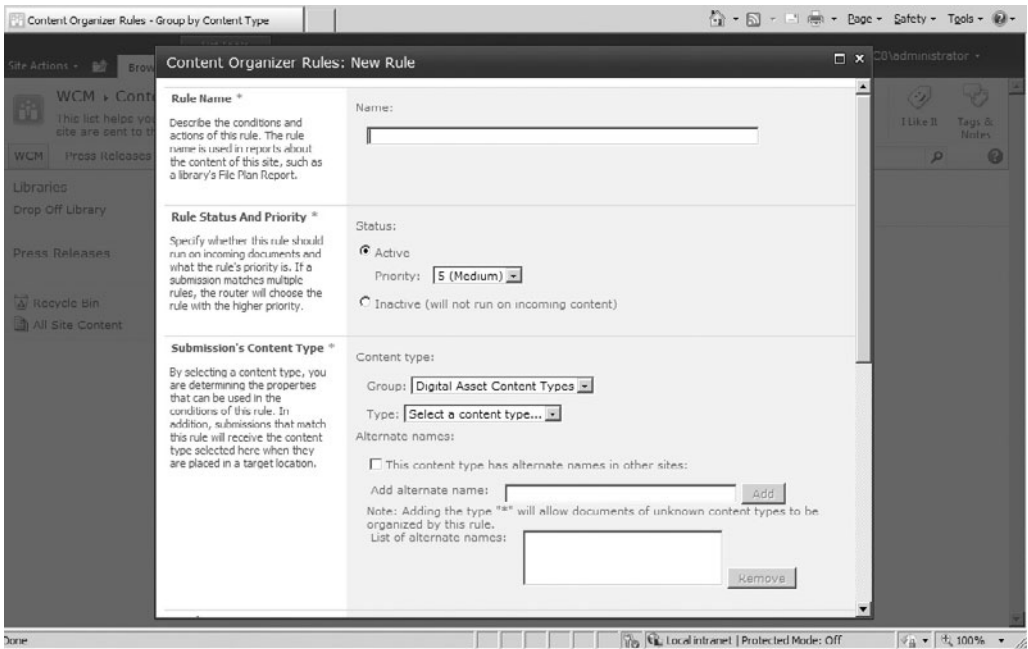 Content Organizer Rules - Group by Content Type
Page
Safety
Tools
Site Actions
Brow
C8\administrator
Content Organizer Rules: New Rule
WCM
Conte
This list helps you
site are sent to th
I Like It
Tags &
Notes
WCM
Press Releases
Libraries
Drop Off Library
Press Releases
Recycle Bin
All Site Content
Rule Name *
Describe the conditions and
actions of this rule. The rule
name is used in reports about
the content of this site, such as
a library's File Plan Report.
Name:
Rule Status And Priority *
Specify whether this rule should
run on incoming documents and
what the rule's priority is. If a
submission matches multiple
rules, the router will choose the
rule with the higher priority.
Status:
Active
Priority: 5 (Medium)
Inactive (will not run on incoming content)
Submission's Content Type *
By selecting a content type, you
are determining the properties
that can be used in the
conditions of this rule. In
addition, submissions that match
this rule will receive the content
type selected here when they
are placed in a target location.
Content type:
Group: Digital Asset Content Types
Type: Select a content type...
Alternate names:
This content type has alternate names in other sites:
Add alternate name:
Add
Note: Adding the type "*" will allow documents of unknown content types to be
organized by this rule.
List of alternate names:
Remove
Done
Local intranet | Protected Mode: Off
100%